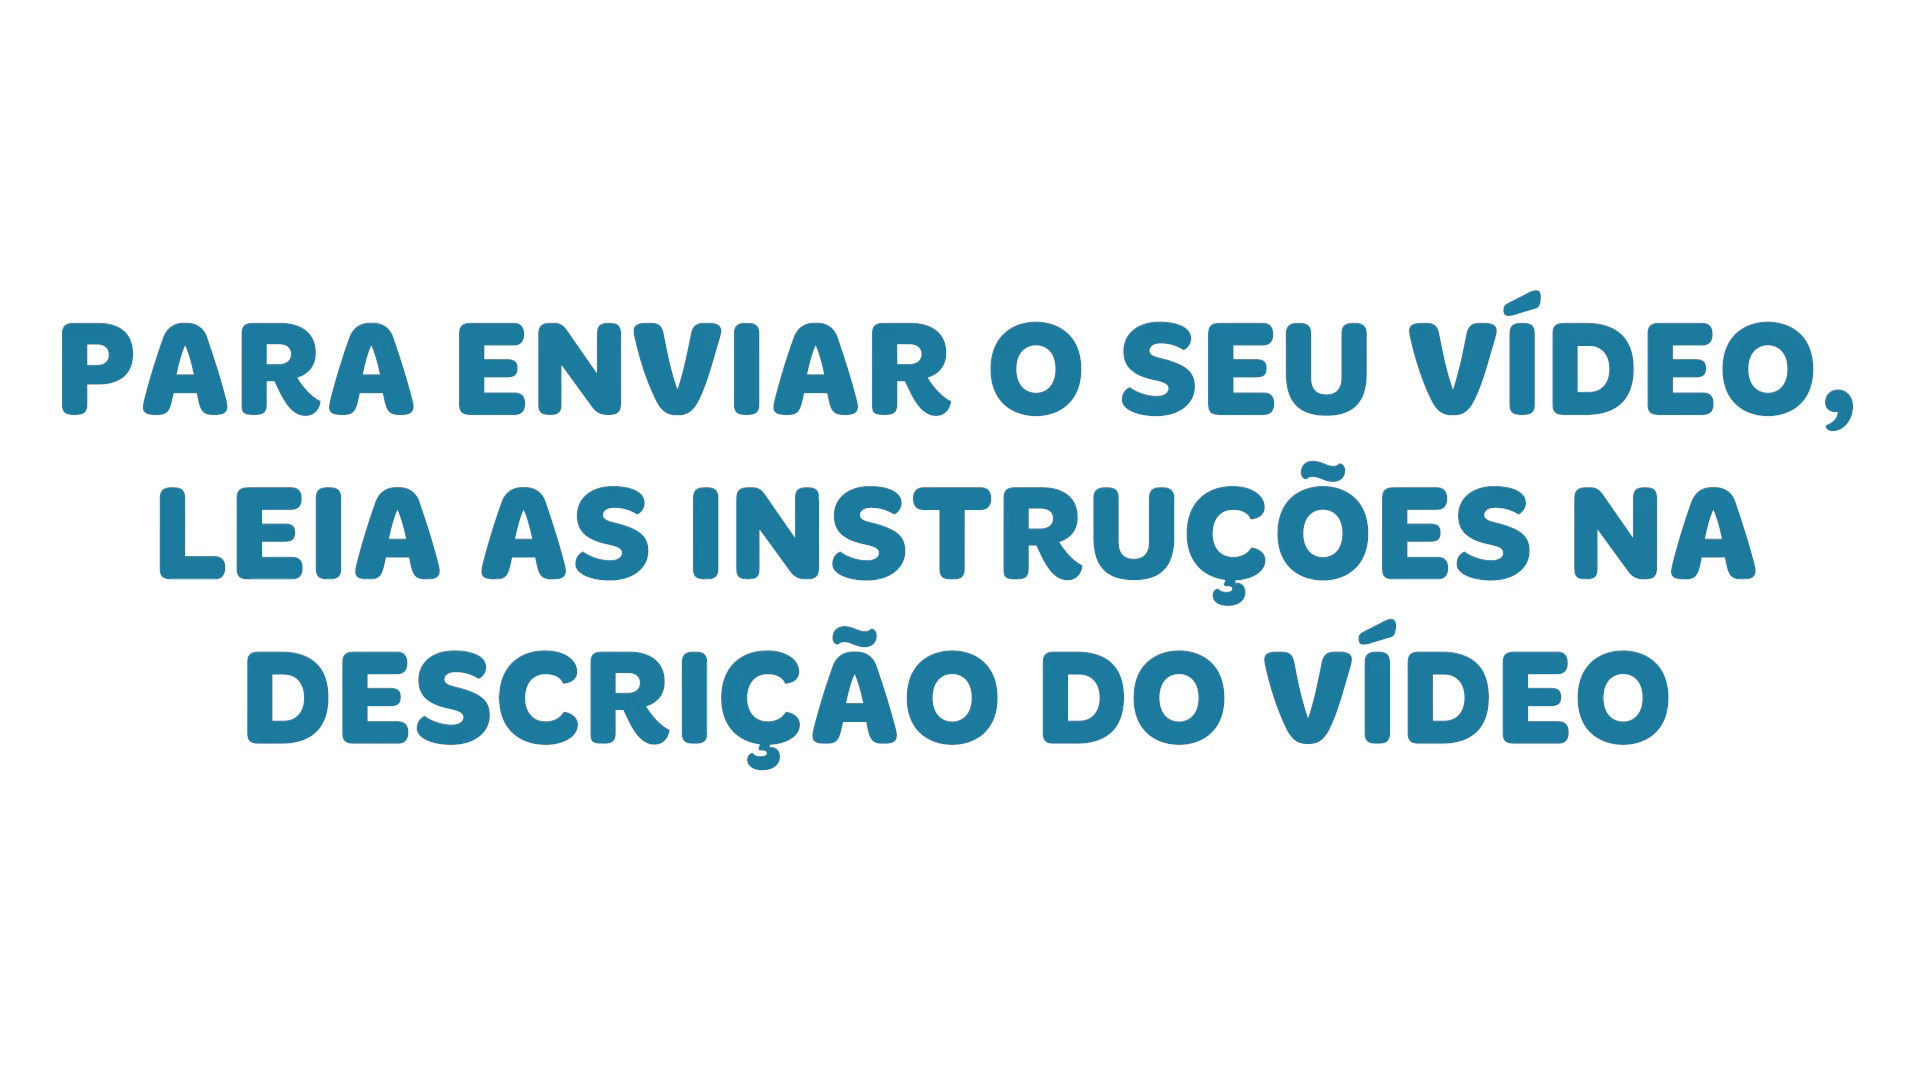 PARA ENVIAR O SEU VÍDEO,
LEIA AS INSTRUÇÕES NA
DESCRIÇÃO DO VÍDEO